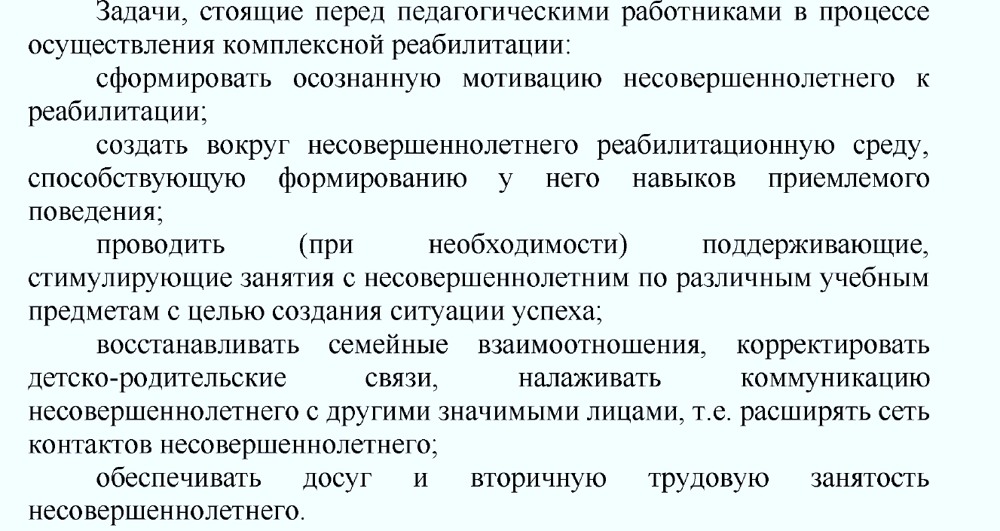 Задачи, стоящие перед педагогическими работниками в процессе
осуществления комплексной реабилитации:
сформировать осознанную мотивацию несовершеннолетнего к
реабилитации;
создать вокруг несовершеннолетнего реабилитационную среду,
способствующую формированию у него навыков приемлемого
поведения;
проводить (при необходимости) поддерживающие,
стимулирующие занятия с несовершеннолетним по различным учебным
предметам с целью создания ситуации успеха;
восстанавливать семейные взаимоотношения, корректировать
детско-родительские связи, налаживать коммуникацию
несовершеннолетнего с другими значимыми лицами, т.е. расширять сеть
контактов несовершеннолетнего;
обеспечивать досуг и вторичную трудовую занятость
несовершеннолетнего.